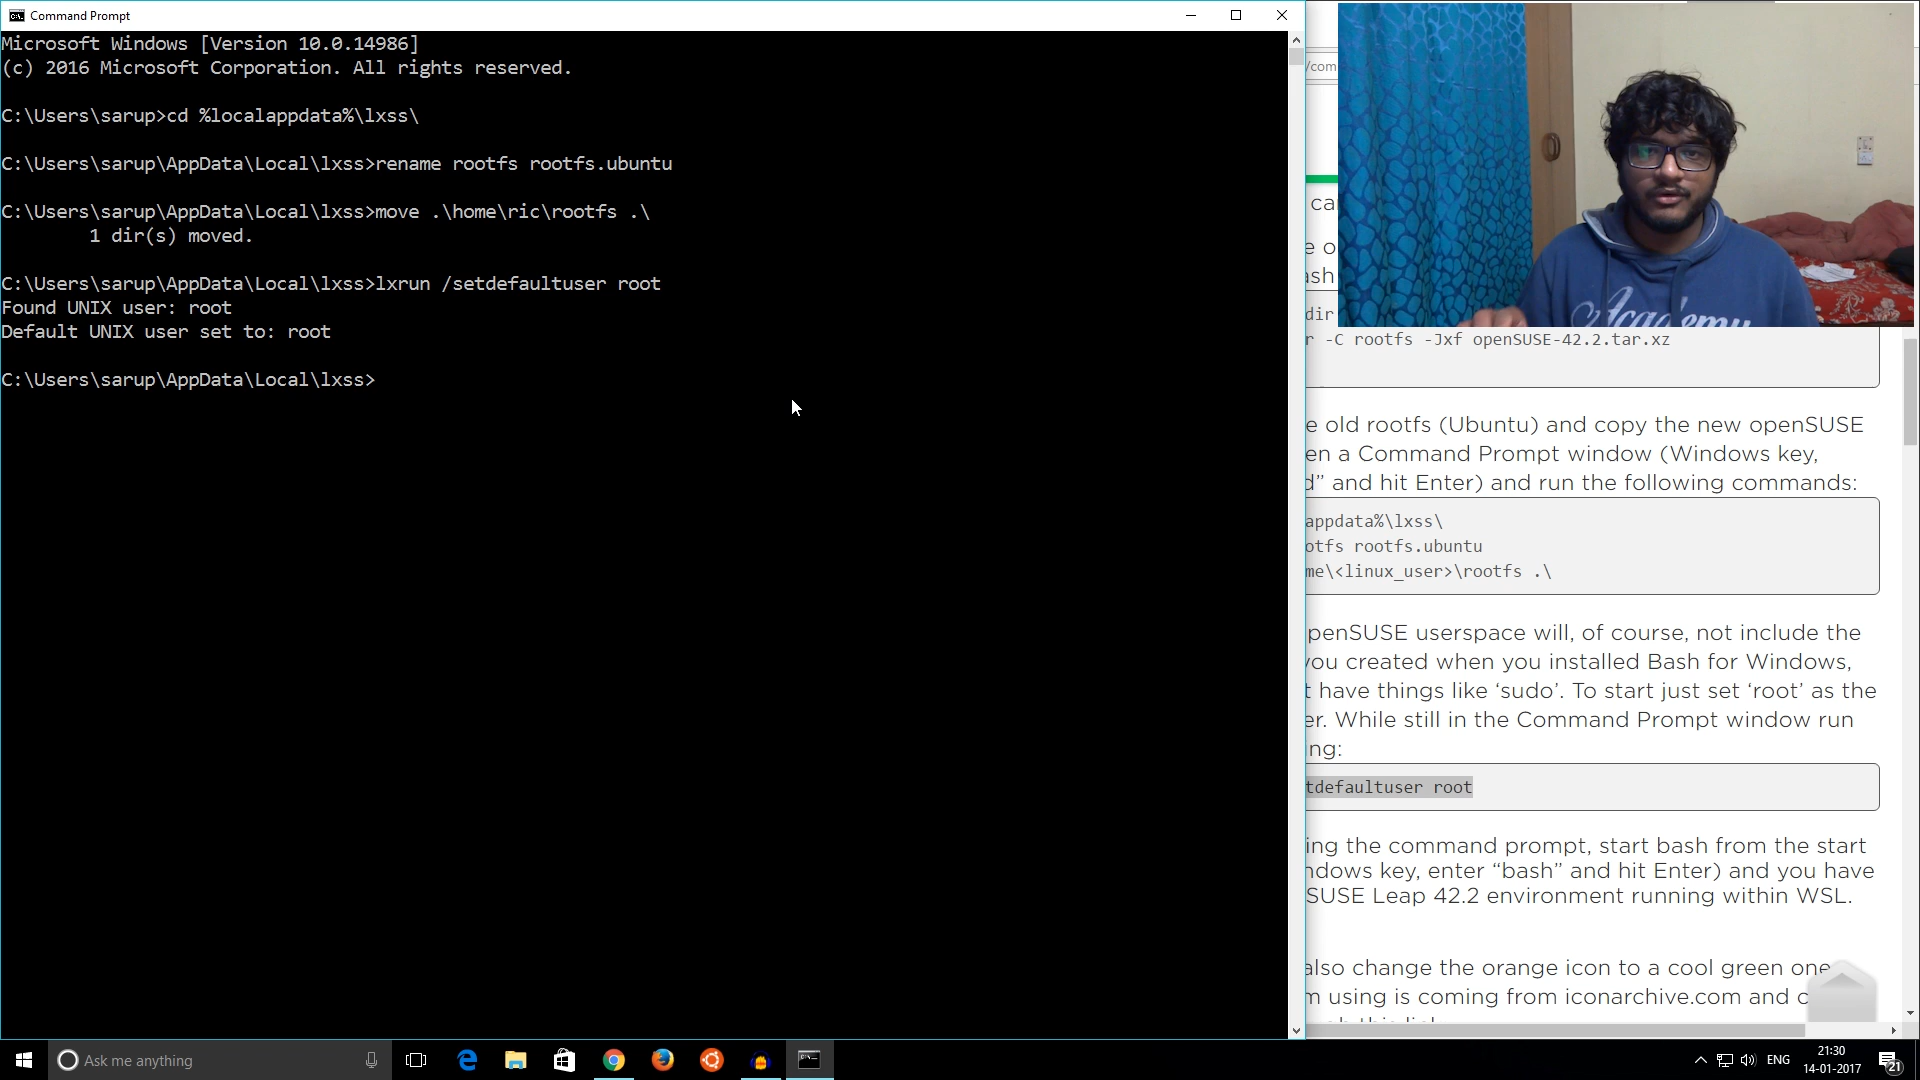 Command Prompt
Microsoft Windows [Version 10.0.14986]
(c) 2016 Microsoft Corporation. All rights reserved.
C:\Users\sarup>cd %localappdata%\lxss\
C:\Users\sarup\AppData\Local\lxss>rename rootfs rootfs.ubuntu
C:\Users\sarup\AppData\Local\lxss>move .\home\ric\rootfs .\
1 dir(s) moved.
C:\Users\sarup\AppData\Local\lxss>lxrun /setdefaultuser root
Found UNIX user: root
Default UNIX user set to: root
C:\Users\sarup\AppData\Local\lxss>
/com
Academy
dir
r -C rootfs -Jxf openSUSE-42.2.tar.xz
e old rootfs (Ubuntu) and copy the new openSUSE
en a Command Prompt window (Windows key,
d” and hit Enter) and run the following commands:
appdata%\lxss\
otfs rootfs.ubuntu
me\<linux_user>\rootfs .\
penSUSE userspace will, of course, not include the
you created when you installed Bash for Windows,
t have things like ‘sudo’. To start just set ‘root’ as the
er. While still in the Command Prompt window run
ng:
tdefaultuser root
ing the command prompt, start bash from the start
ndows key, enter “bash” and hit Enter) and you have
SUSE Leap 42.2 environment running within WSL.
also change the orange icon to a cool green one
m using is coming from iconarchive.com and c
Ask me anything
ENG
21:30
14-01-2017
21